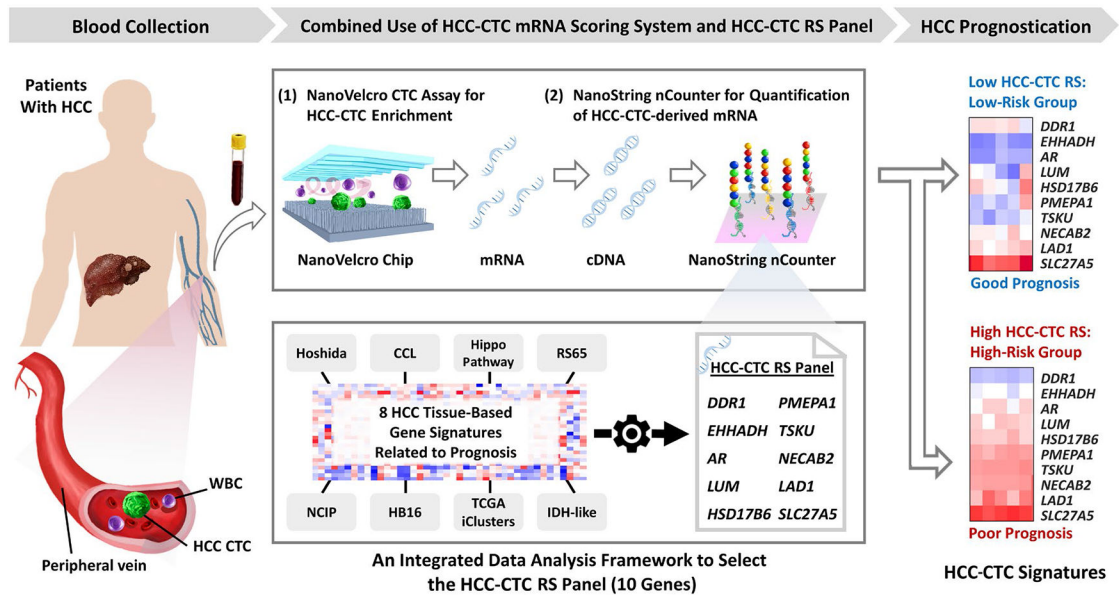 Blood Collection
Combined Use of HCC-CTC mRNA Scoring System and HCC-CTC RS Panel
HCC Prognostication
Patients
With HCC
(1) NanoVelcro CTC Assay for
HCC-CTC Enrichment
(2) NanoString nCounter for Quantification
of HCC-CTC-derived mRNA
NanoVelcro Chip
mRNA
cDNA
NanoString nCounter
WBC
HCC CTC
Peripheral vein
Hoshida
CCL
Hippo
Pathway
RS65
8 HCC Tissue-Based
Gene Signatures
Related to Prognosis
NCIP
HB16
TCGA
iClusters
IDH-like
HCC-CTC RS Panel
DDR1 PMEPA1
EHHADH TSKU
AR NECAB2
LUM LAD1
HSD17B6 SLC27A5
An Integrated Data Analysis Framework to Select
the HCC-CTC RS Panel (10 Genes)
Low HCC-CTC RS:
Low-Risk Group
DDR1
EHHADH
AR
LUM
HSD17B6
PMEPA1
TSKU
NECAB2
LAD1
SLC27A5
Good Prognosis
High HCC-CTC RS:
High-Risk Group
DDR1
EHHADH
AR
LUM
HSD17B6
PMEPA1
TSKU
NECAB2
LAD1
SLC27A5
Poor Prognosis
HCC-CTC Signatures